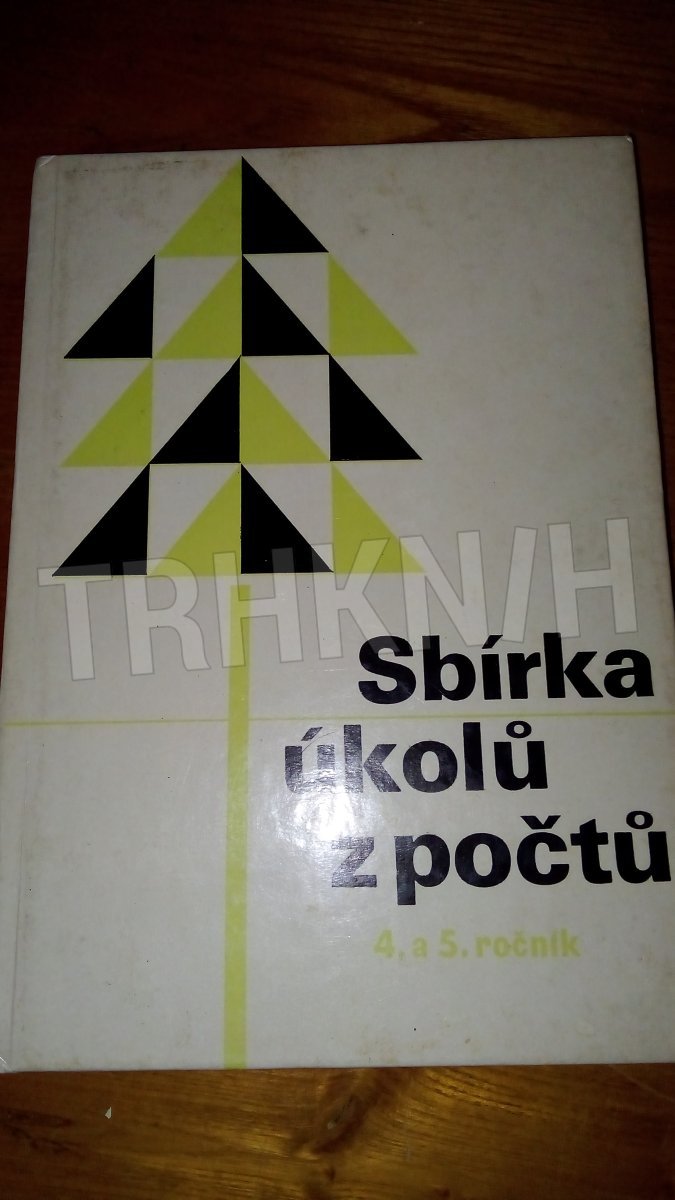 TRHKNIH
Sbírka
úkolů
z počtů
4. a 5. ročník